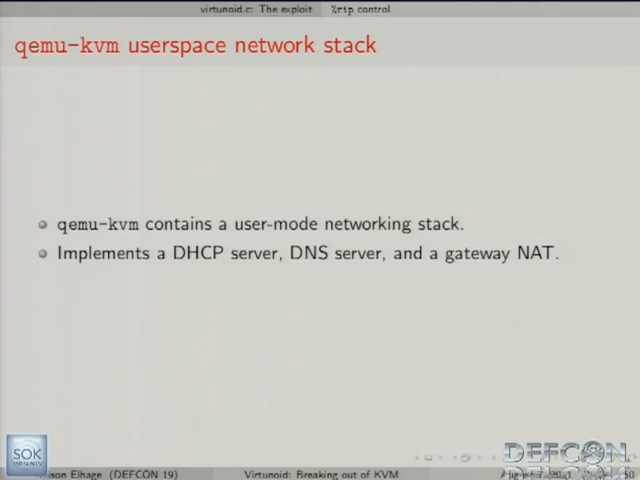 virtunoid.c: The exploit %rip control
qemu-kvm userspace network stack
qemu-kvm contains a user-mode networking stack.
Implements a DHCP server, DNS server, and a gateway NAT.
SOK
DEFCON
Elhage (DEFCON 19) Virtunoid: Breaking out of KVM